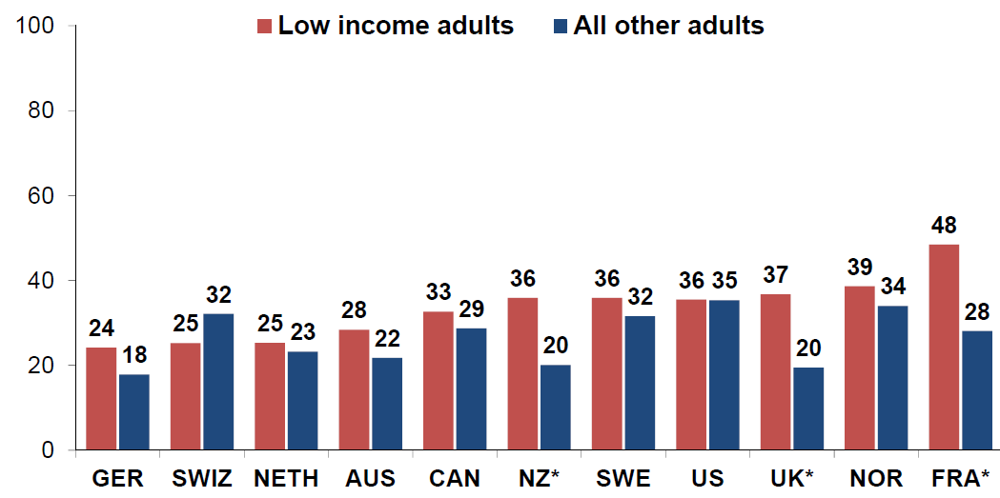 Low income adults All other adults
100
80
60
40
20
0
24 18 25 32 25 23 28 22 33 29 36 20 36 32 36 35 37 20 39 34 48 28
GER SWIZ NETH AUS CAN NZ* SWE US UK* NOR FRA*